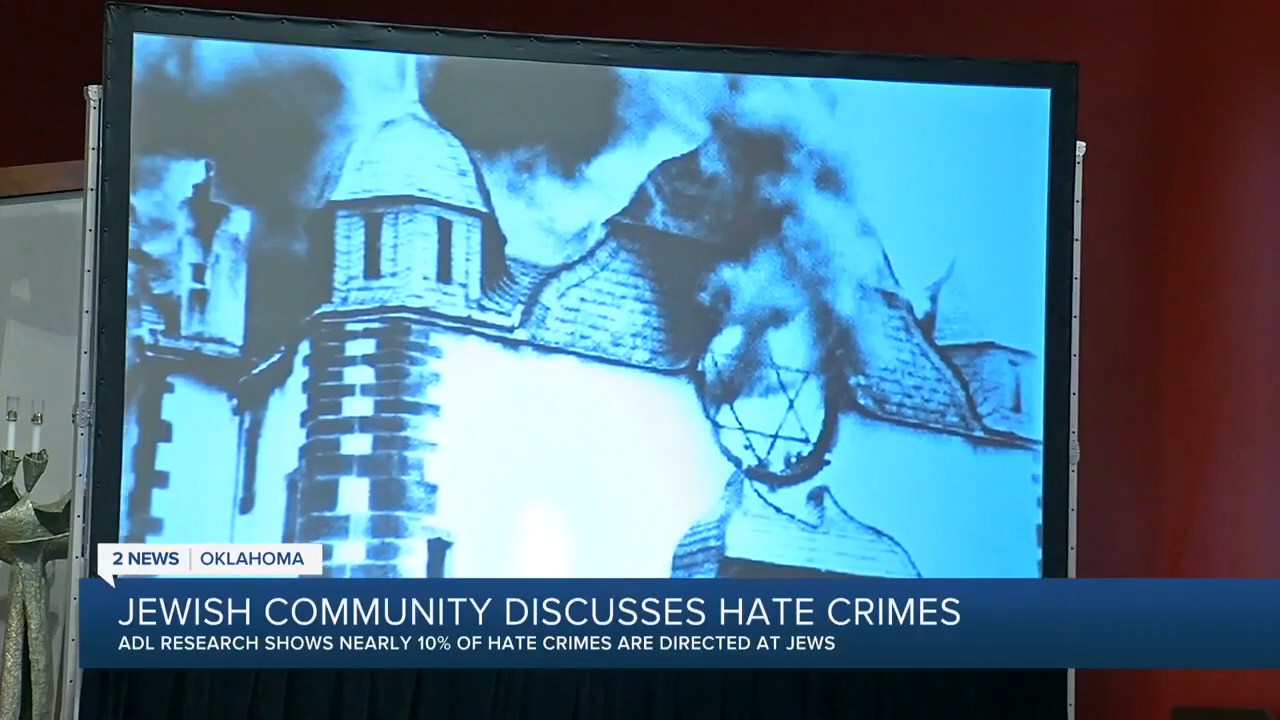 2 NEWS | OKLAHOMA
JEWISH COMMUNITY DISCUSSES HATE CRIMES
ADL RESEARCH SHOWS NEARLY 10% OF HATE CRIMES ARE DIRECTED AT JEWS